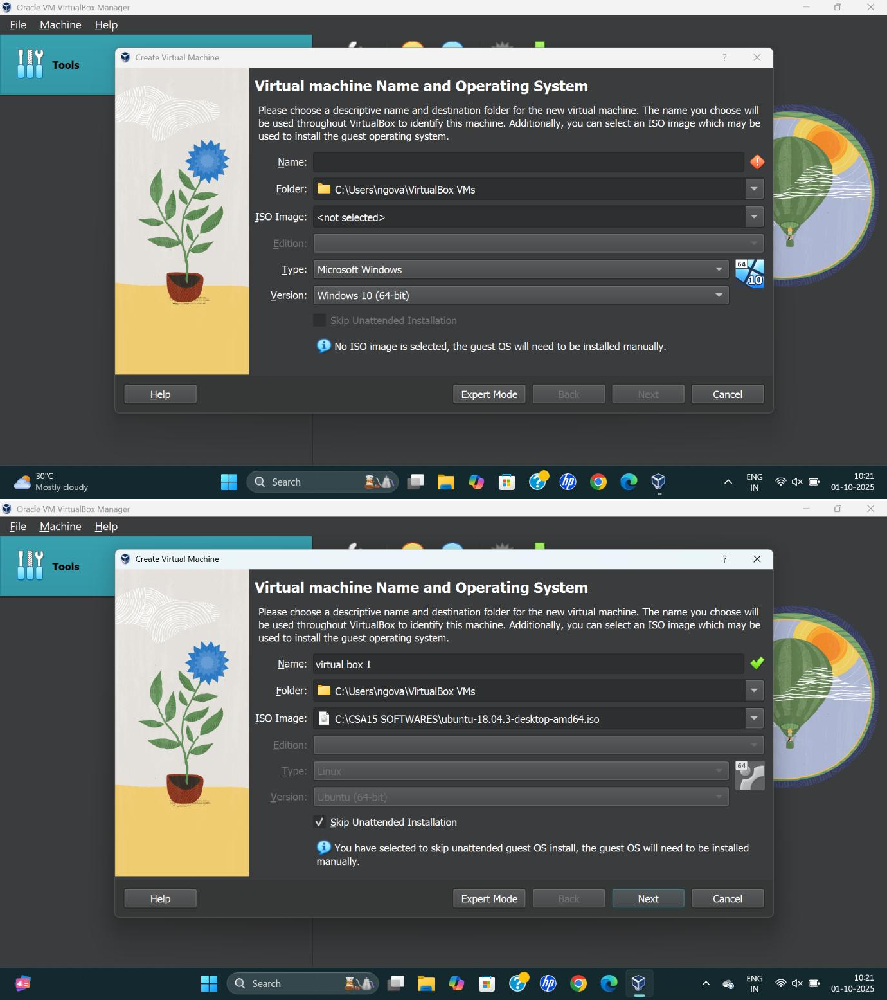 Oracle VM VirtualBox Manager
File Machine Help
Tools
Create Virtual Machine
?
Virtual machine Name and Operating System
Please choose a descriptive name and destination folder for the new virtual machine. The name you choose will
be used throughout VirtualBox to identify this machine. Additionally, you can select an ISO image which may be
used to install the guest operating system.
Name:
Folder: C:\Users\ngova\VirtualBox VMs
ISO Image: <not selected>
Edition:
Type: Microsoft Windows
64
10
Version: Windows 10 (64-bit)
Skip Unattended Installation
No ISO image is selected, the guest OS will need to be installed manually.
Help Expert Mode Back Next Cancel
30°C
Mostly cloudy
Search
hp
ENG
IN
10:21
01-10-2025
Oracle VM VirtualBox Manager
File Machine Help
Tools
Create Virtual Machine
?
Virtual machine Name and Operating System
Please choose a descriptive name and destination folder for the new virtual machine. The name you choose will
be used throughout VirtualBox to identify this machine. Additionally, you can select an ISO image which may be
used to install the guest operating system.
Name: virtual box 1
Folder: C:\Users\ngova\VirtualBox VMs
ISO Image: C:\CSA15 SOFTWARES\ubuntu-18.04.3-desktop-amd64.iso
Edition:
Type: Linux
64
Version: Ubuntu (64-bit)
Skip Unattended Installation
You have selected to skip unattended guest OS install, the guest OS will need to be installed
manually.
Help Expert Mode Back Next Cancel
Search
hp
ENG
IN
10:21
01-10-2025